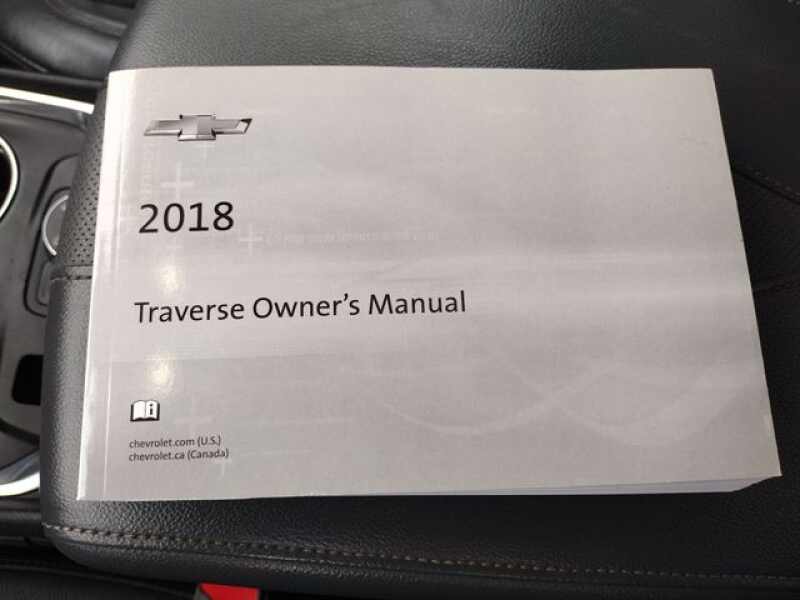 2018
Traverse Owner's Manual
chevrolet.com (U.S.)
chevrolet.ca (Canada)